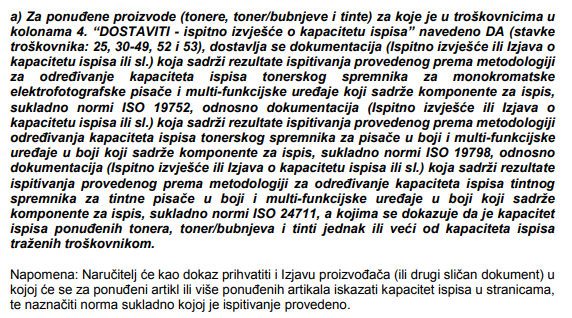 a) Za ponuđene proizvode (tonere, toner/bubnjeve i tinte) za koje je u troškovnicima u
kolonama 4. “DOSTAVITI - ispitno izvješće o kapacitetu ispisa” navedeno DA (stavke
troškovnika: 25, 30-49, 52 i 53), dostavlja se dokumentacija (Ispitno izvješće ili Izjava o
kapacitetu ispisa ili sl.) koja sadrži rezultate ispitivanja provedenog prema metodologiji
za određivanje kapaciteta ispisa tonerskog spremnika za monokromatske
elektrofotografske pisače i multi-funkcijske uređaje koji sadrže komponente za ispis,
sukladno normi ISO 19752, odnosno dokumentacija (Ispitno izvješće ili Izjava o
kapacitetu ispisa ili sl.) koja sadrži rezultate ispitivanja provedenog prema metodologiji
određivanja kapaciteta ispisa tonerskog spremnika za pisače u boji i multi-funkcijske
uređaje u boji koji sadrže komponente za ispis, sukladno normi ISO 19798, odnosno
dokumentacija (Ispitno izvješće ili Izjava o kapacitetu ispisa ili sl.) koja sadrži rezultate
ispitivanja provedenog prema metodologiji za određivanje kapaciteta ispisa tintnog
spremnika za tintne pisače u boji i multi-funkcijske uređaje u boji koji sadrže
komponente za ispis, sukladno normi ISO 24711, a kojima se dokazuje da je kapacitet
ispisa ponuđenih tonera, toner/bubnjeva i tinti jednak ili veći od kapaciteta ispisa
traženih troškovnikom.
Napomena: Naručitelj će kao dokaz prihvatiti i Izjavu proizvođača (ili drugi sličan dokument) u
kojoj će se za ponuđeni artikl ili više ponuđenih artikala iskazati kapacitet ispisa u stranicama,
te naznačiti norma sukladno kojoj je ispitivanje provedeno.